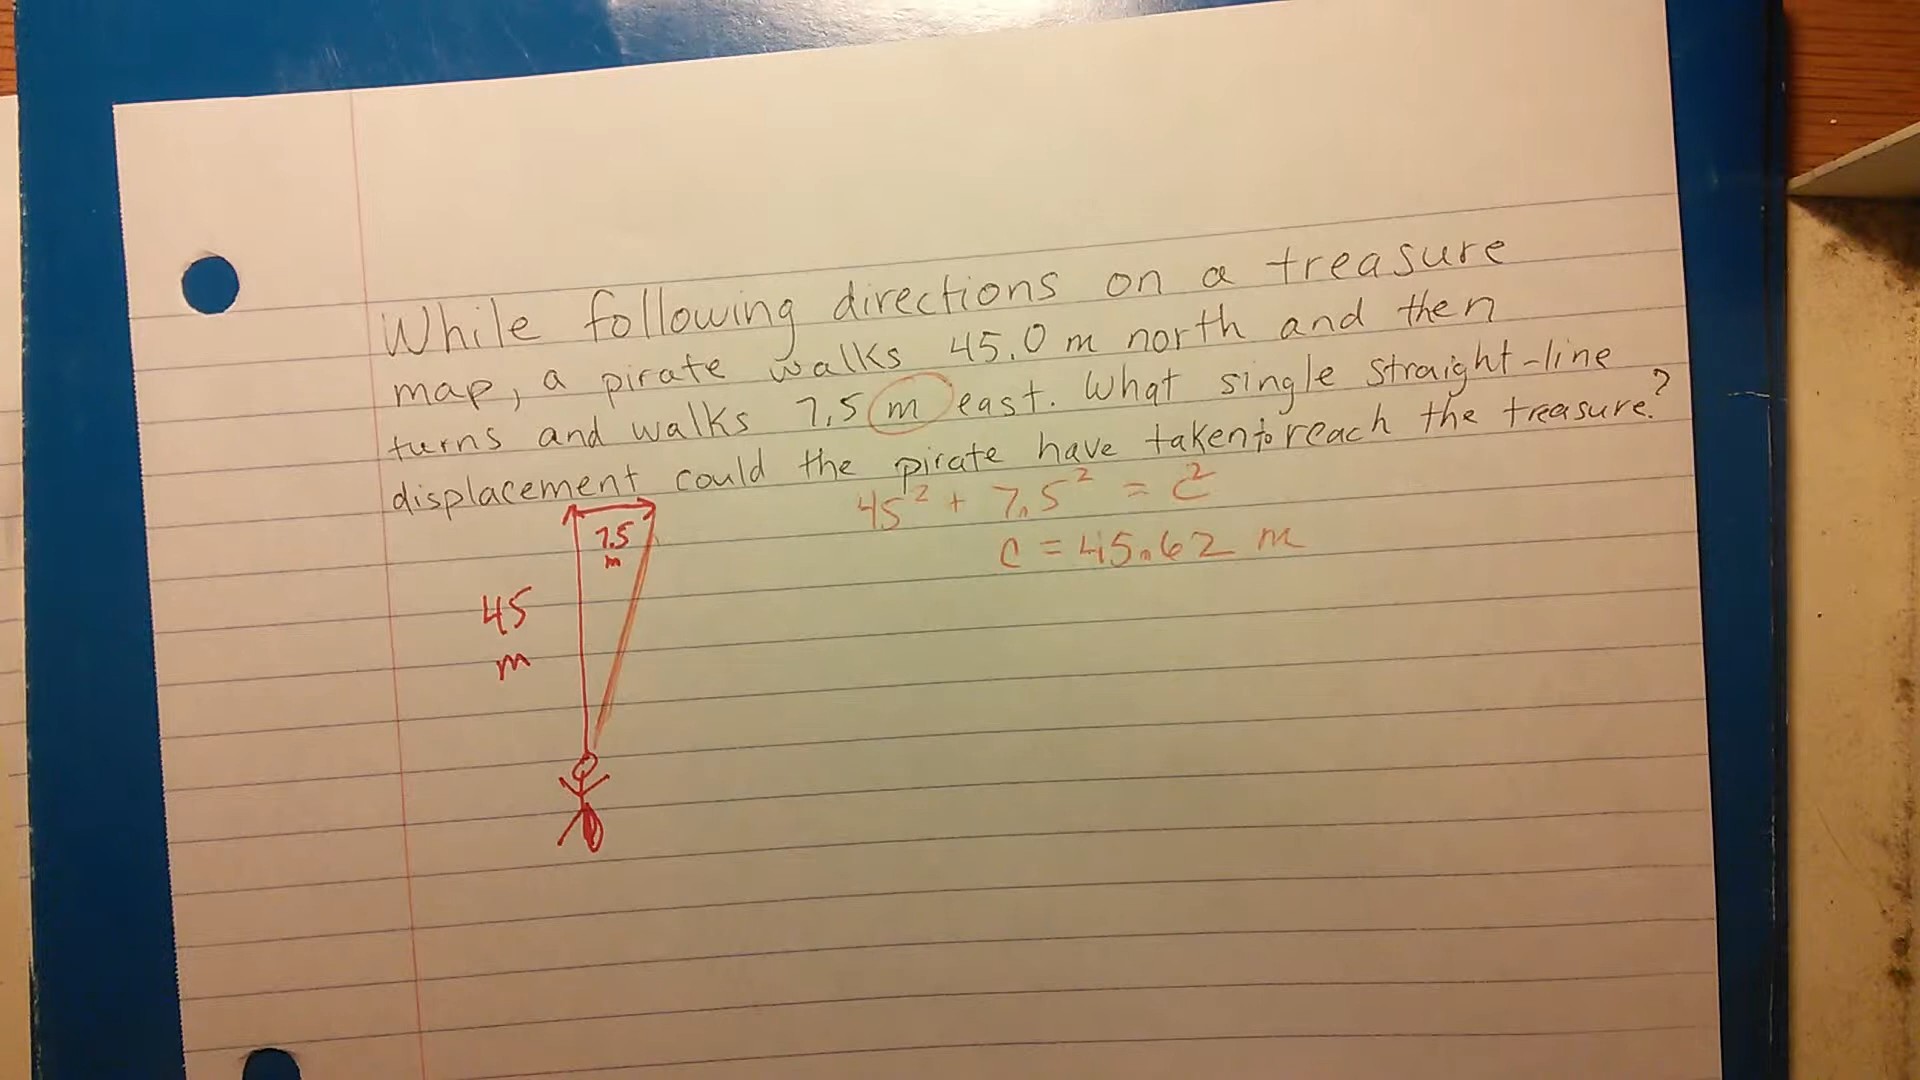 While following directions on a treasure
map, a pirate walks 45.0 m north and then
turns and walks 7.5 m east. What single straight-line
displacement could the pirate have taken to reach the treasure?
45² + 7.5² = c²
c = 45.62 m
7.5
m
45
m